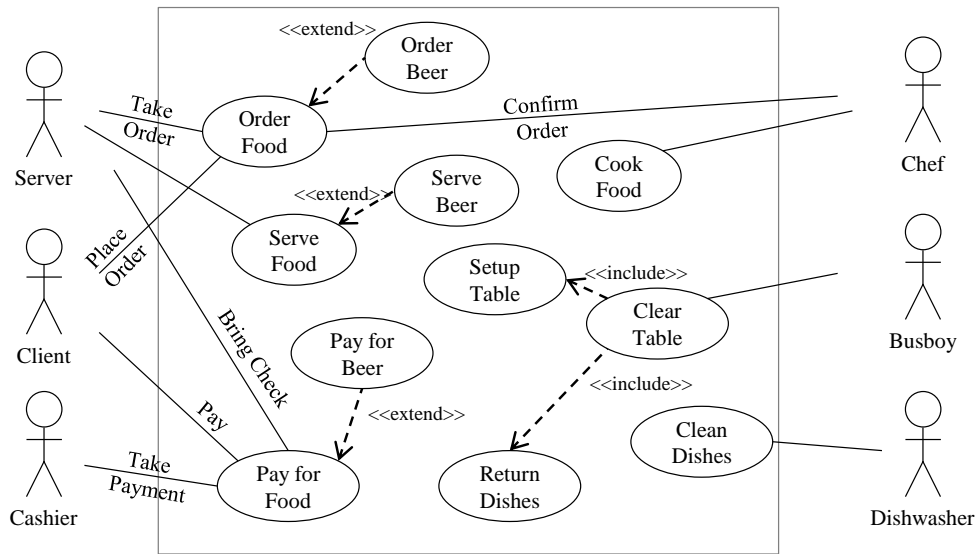 <<extend>>
Order
Beer
Take
Order
Order
Food
Confirm
Order
Server
Chef
Cook
Food
<<extend>>
Serve
Beer
Place
Order
Serve
Food
Setup
Table
<<include>>
Clear
Table
Client
Busboy
Bring Check
Pay for
Beer
<<include>>
Pay
<<extend>>
Clean
Dishes
Take
Payment
Pay for
Food
Return
Dishes
Cashier
Dishwasher